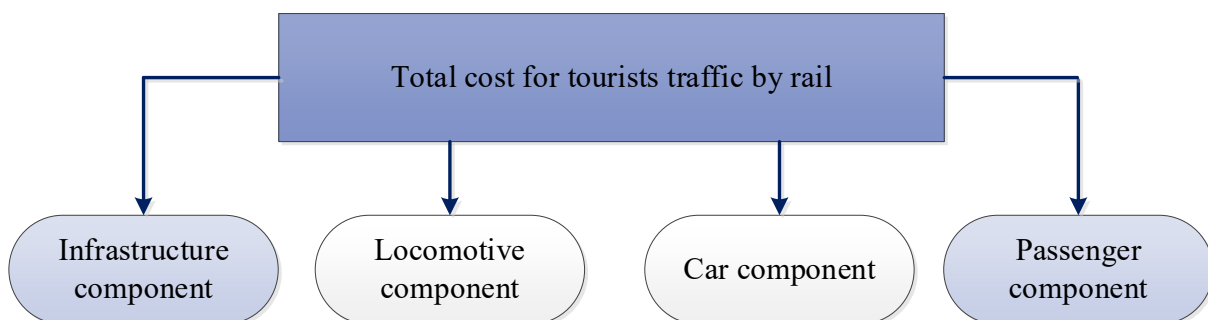 Total cost for tourists traffic by rail
Infrastructure
component
Locomotive
component
Car component
Passenger
component